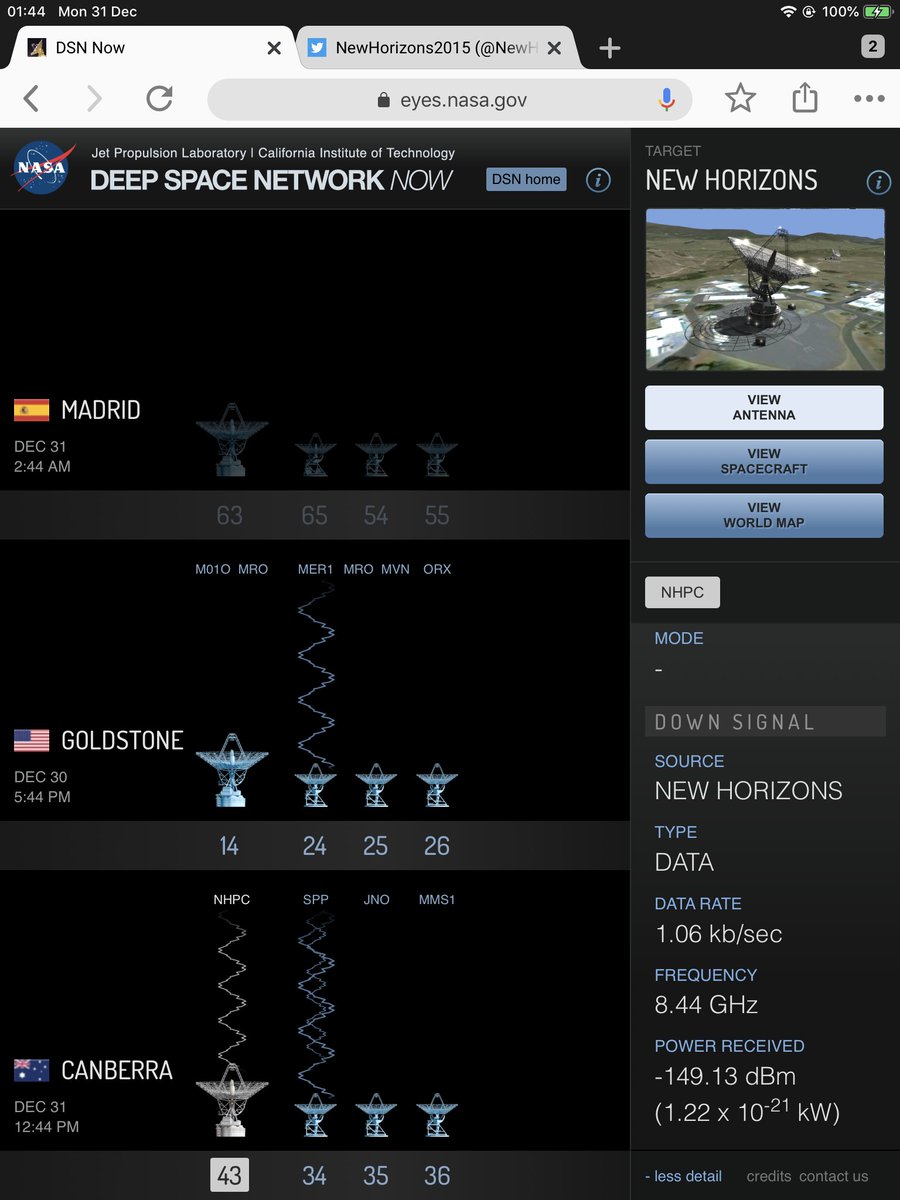 01:44 Mon 31 Dec 100%
DSN Now NewHorizons2015 (@NewH 2
eyes.nasa.gov
NASA
Jet Propulsion Laboratory | California Institute of Technology
DEEP SPACE NETWORK NOW
DSN home
i
MADRID
DEC 31
2:44 AM
63 65 54 55
M01O MRO MER1 MRO MVN ORX
GOLDSTONE
DEC 30
5:44 PM
14 24 25 26
NHPC SPP JNO MMS1
CANBERRA
DEC 31
12:44 PM
43 34 35 36
TARGET
NEW HORIZONS
i
VIEW
ANTENNA
VIEW
SPACECRAFT
VIEW
WORLD MAP
NHPC
MODE
-
DOWN SIGNAL
SOURCE
NEW HORIZONS
TYPE
DATA
DATA RATE
1.06 kb/sec
FREQUENCY
8.44 GHz
POWER RECEIVED
-149.13 dBm
(1.22 x 10⁻²¹ kW)
- less detail credits contact us